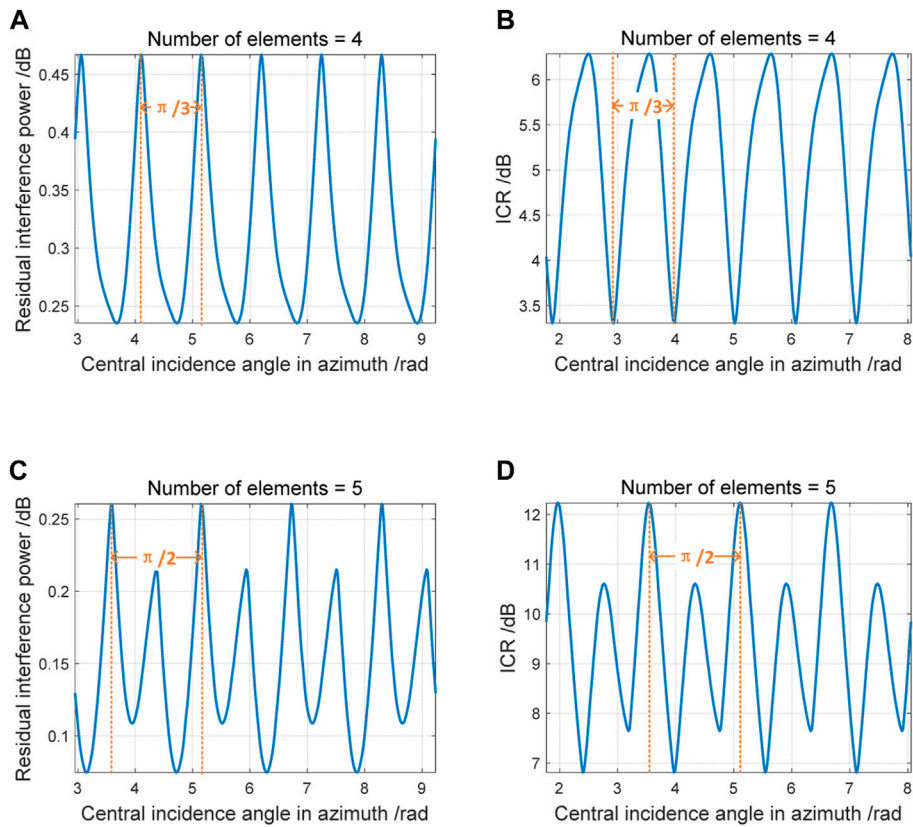 A
Number of elements = 4
Residual interference power /dB
0.45
0.4
0.35
0.3
0.25
π/3
3 4 5 6 7 8 9
Central incidence angle in azimuth /rad
B
Number of elements = 4
ICR /dB
6
5.5
5
4.5
4
3.5
π/3
2 3 4 5 6 7 8
Central incidence angle in azimuth /rad
C
Number of elements = 5
Residual interference power /dB
0.25
0.2
0.15
0.1
π/2
3 4 5 6 7 8 9
Central incidence angle in azimuth /rad
D
Number of elements = 5
ICR /dB
12
11
10
9
8
7
π/2
2 3 4 5 6 7 8
Central incidence angle in azimuth /rad